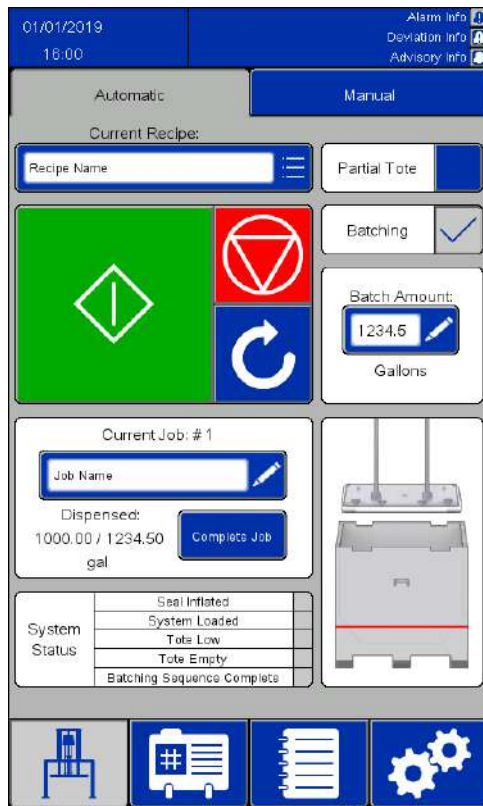 01/01/2019
16:00
Alarm Info
Deviation Info
Advisory Info
Automatic
Manual
Current Recipe:
Recipe Name
Partial Tote
Batching
Batch Amount:
1234.5
Gallons
Current Job: # 1
Job Name
Dispensed:
1000.00 / 1234.50
gal
Complete Job
System
Status
Seal Inflated
System Loaded
Tote Low
Tote Empty
Batching Sequence Complete
#